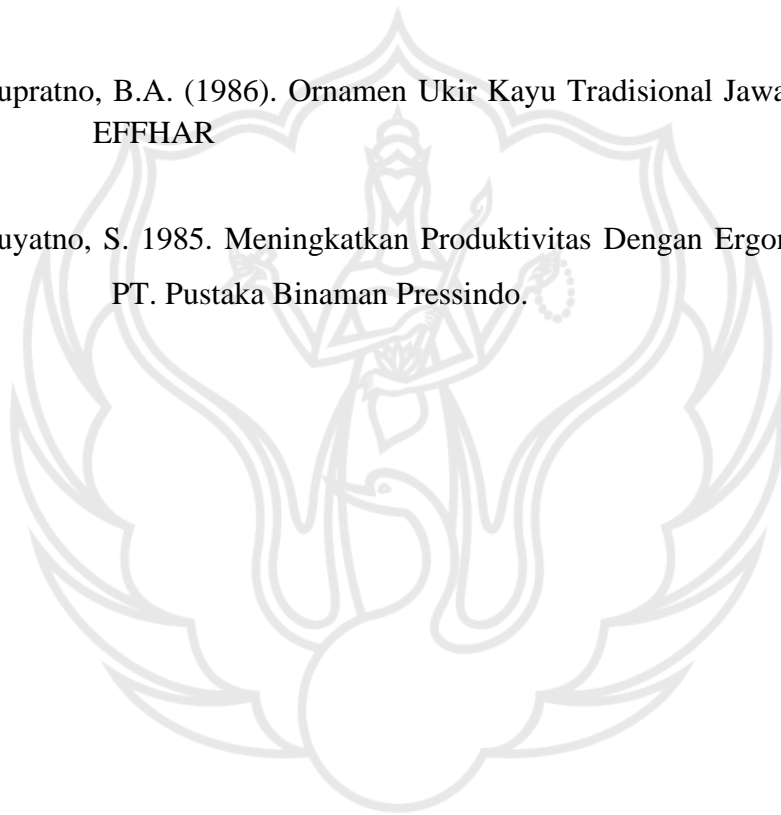 upratno, B.A. (1986). Ornamen Ukir Kayu Tradisional Jawa
EFFHAR
uyatno, S. 1985. Meningkatkan Produktivitas Dengan Ergon
PT. Pustaka Binaman Pressindo.